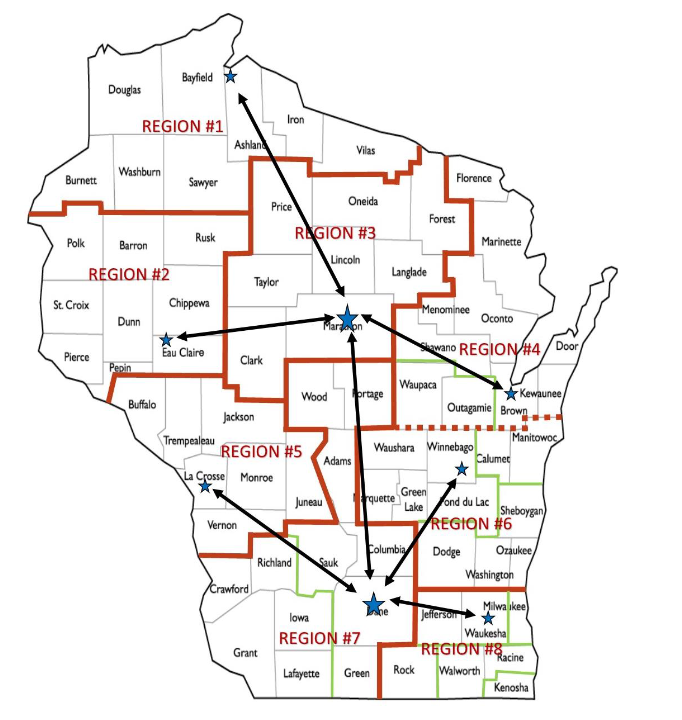 Bayfield
Douglas
Iron
REGION #1
Ashland
Vilas
Washburn
Burnett
Sawyer
Florence
Price
Oneida
Forest
REGION #3
Polk
Barron
Rusk
Marinette
REGION #2
Lincoln
Langlade
Taylor
St. Croix
Chippewa
Menominee
Oconto
Dunn
Marathon
Eau Claire
Shawano
REGION #4
Door
Pierce
Pepin
Clark
Waupaca
Kewaunee
Wood
Portage
Outagamie
Brown
Buffalo
Jackson
Trempealeau
Waushara
Winnebago
Manitowoc
REGION #5
Adams
Calumet
La Crosse
Monroe
Marquette
Green
Lake
Fond du Lac
Juneau
Sheboygan
Vernon
REGION #6
Columbia
Dodge
Ozaukee
Richland
Sauk
Washington
Crawford
Dane
Jefferson
Milwaukee
Iowa
Waukesha
REGION #7
REGION #8
Grant
Racine
Lafayette
Green
Rock
Walworth
Kenosha